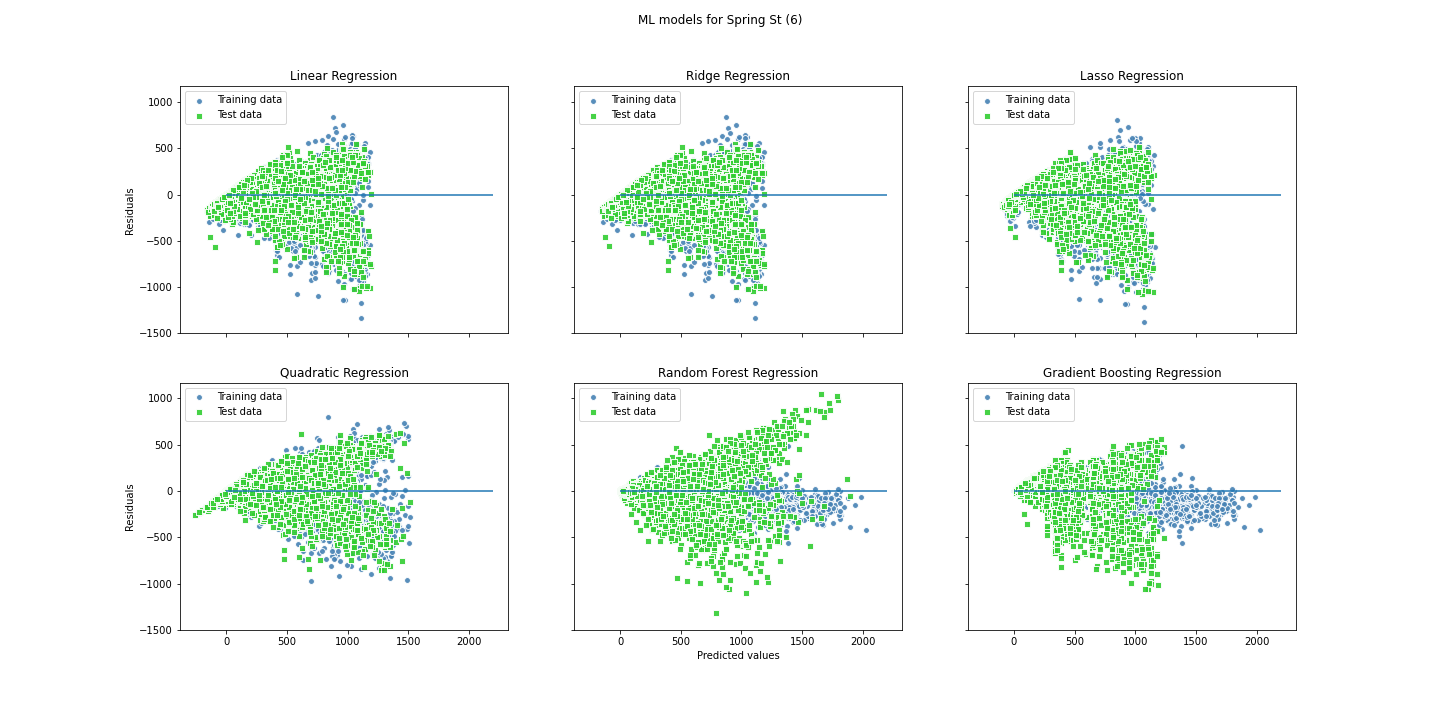 ML models for Spring St (6)
Linear Regression
Training data
Test data
1000
500
0
−500
−1000
−1500
Residuals
Ridge Regression
Training data
Test data
Lasso Regression
Training data
Test data
Quadratic Regression
Training data
Test data
1000
500
0
−500
−1000
−1500
Residuals
0 500 1000 1500 2000
Random Forest Regression
Training data
Test data
0 500 1000 1500 2000
Predicted values
Gradient Boosting Regression
Training data
Test data
0 500 1000 1500 2000